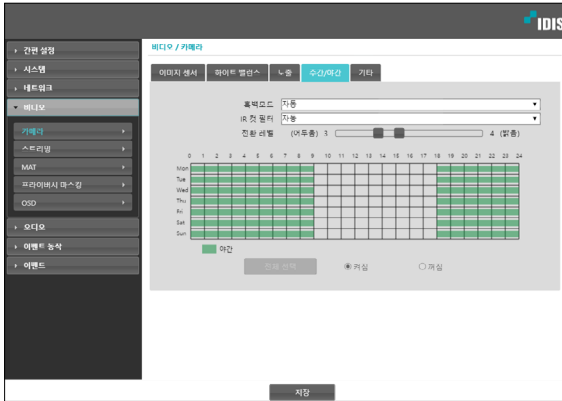 IDIS
간편 설정
시스템
네트워크
비디오
카메라
스트리밍
MAT
프라이버시 마스킹
OSD
오디오
이벤트 동작
이벤트
비디오 / 카메라
이미지 센서 화이트 밸런스 노출 주간/야간 기타
흑백모드 자동
IR 컷 필터 자동
전환 레벨 (어두움) 3 4 (밝음)
0 1 2 3 4 5 6 7 8 9 10 11 12 13 14 15 16 17 18 19 20 21 22 23 24
Mon
Tue
Wed
Thu
Fri
Sat
Sun
야간
전체 선택 켜짐 꺼짐
저장